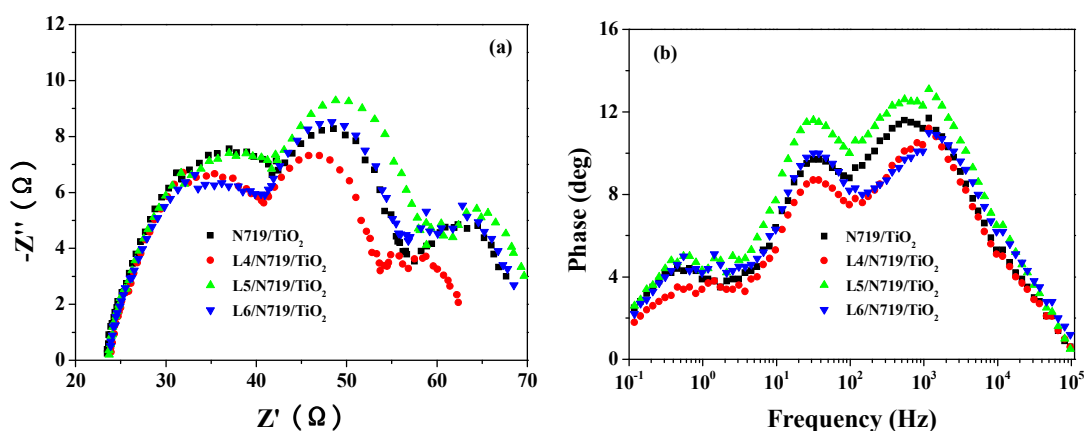 (a)
12
10
8
6
4
2
0
-Z'' (Ω)
N719/TiO₂
L4/N719/TiO₂
L5/N719/TiO₂
L6/N719/TiO₂
20 30 40 50 60 70
Z' (Ω)
(b)
16
12
8
4
0
Phase (deg)
N719/TiO₂
L4/N719/TiO₂
L5/N719/TiO₂
L6/N719/TiO₂
10⁻¹ 10⁰ 10¹ 10² 10³ 10⁴ 10⁵
Frequency (Hz)